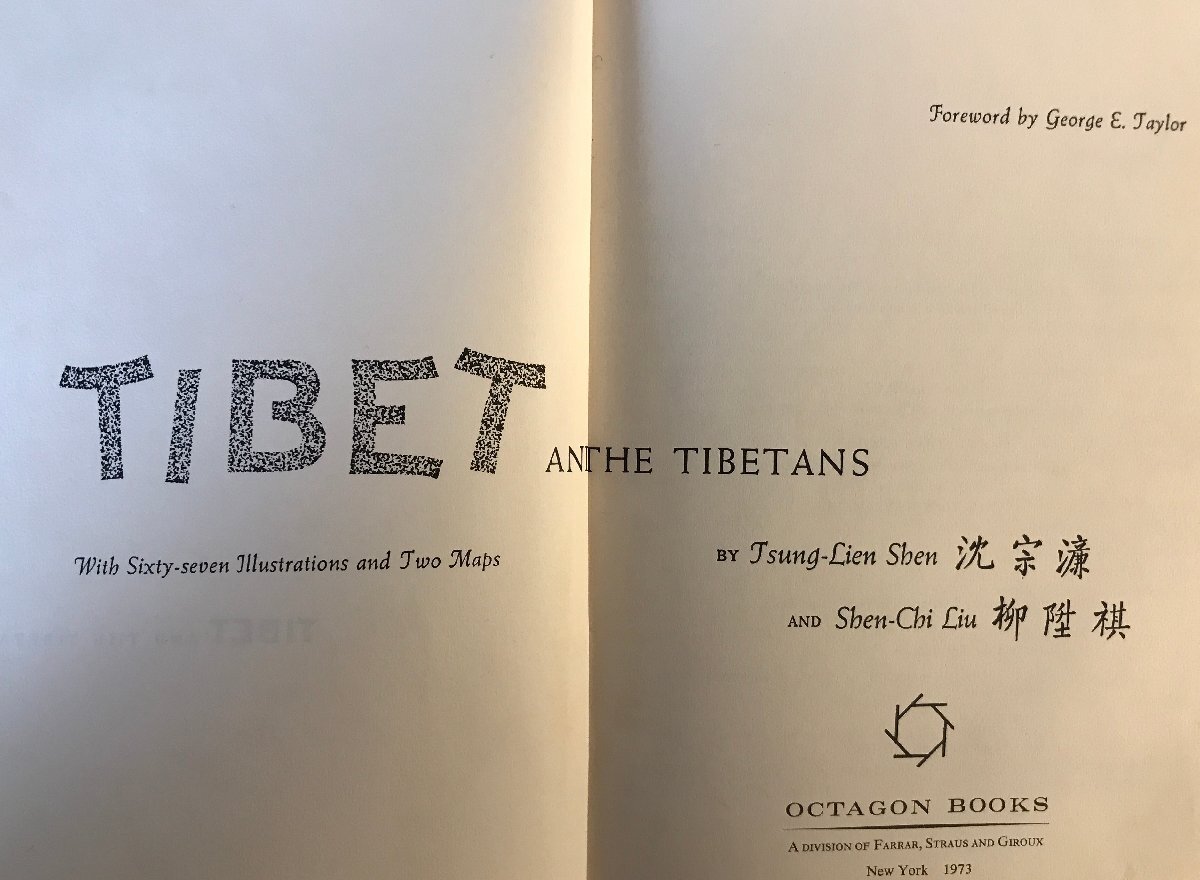 Foreword by George E. Taylor
TIBET AN THE TIBETANS
With Sixty-seven Illustrations and Two Maps
BY Tsung-Lien Shen 沈宗濂
AND Shen-Chi Liu 柳陞祺
OCTAGON BOOKS
A DIVISION OF FARRAR, STRAUS AND GIROUX
New York 1973